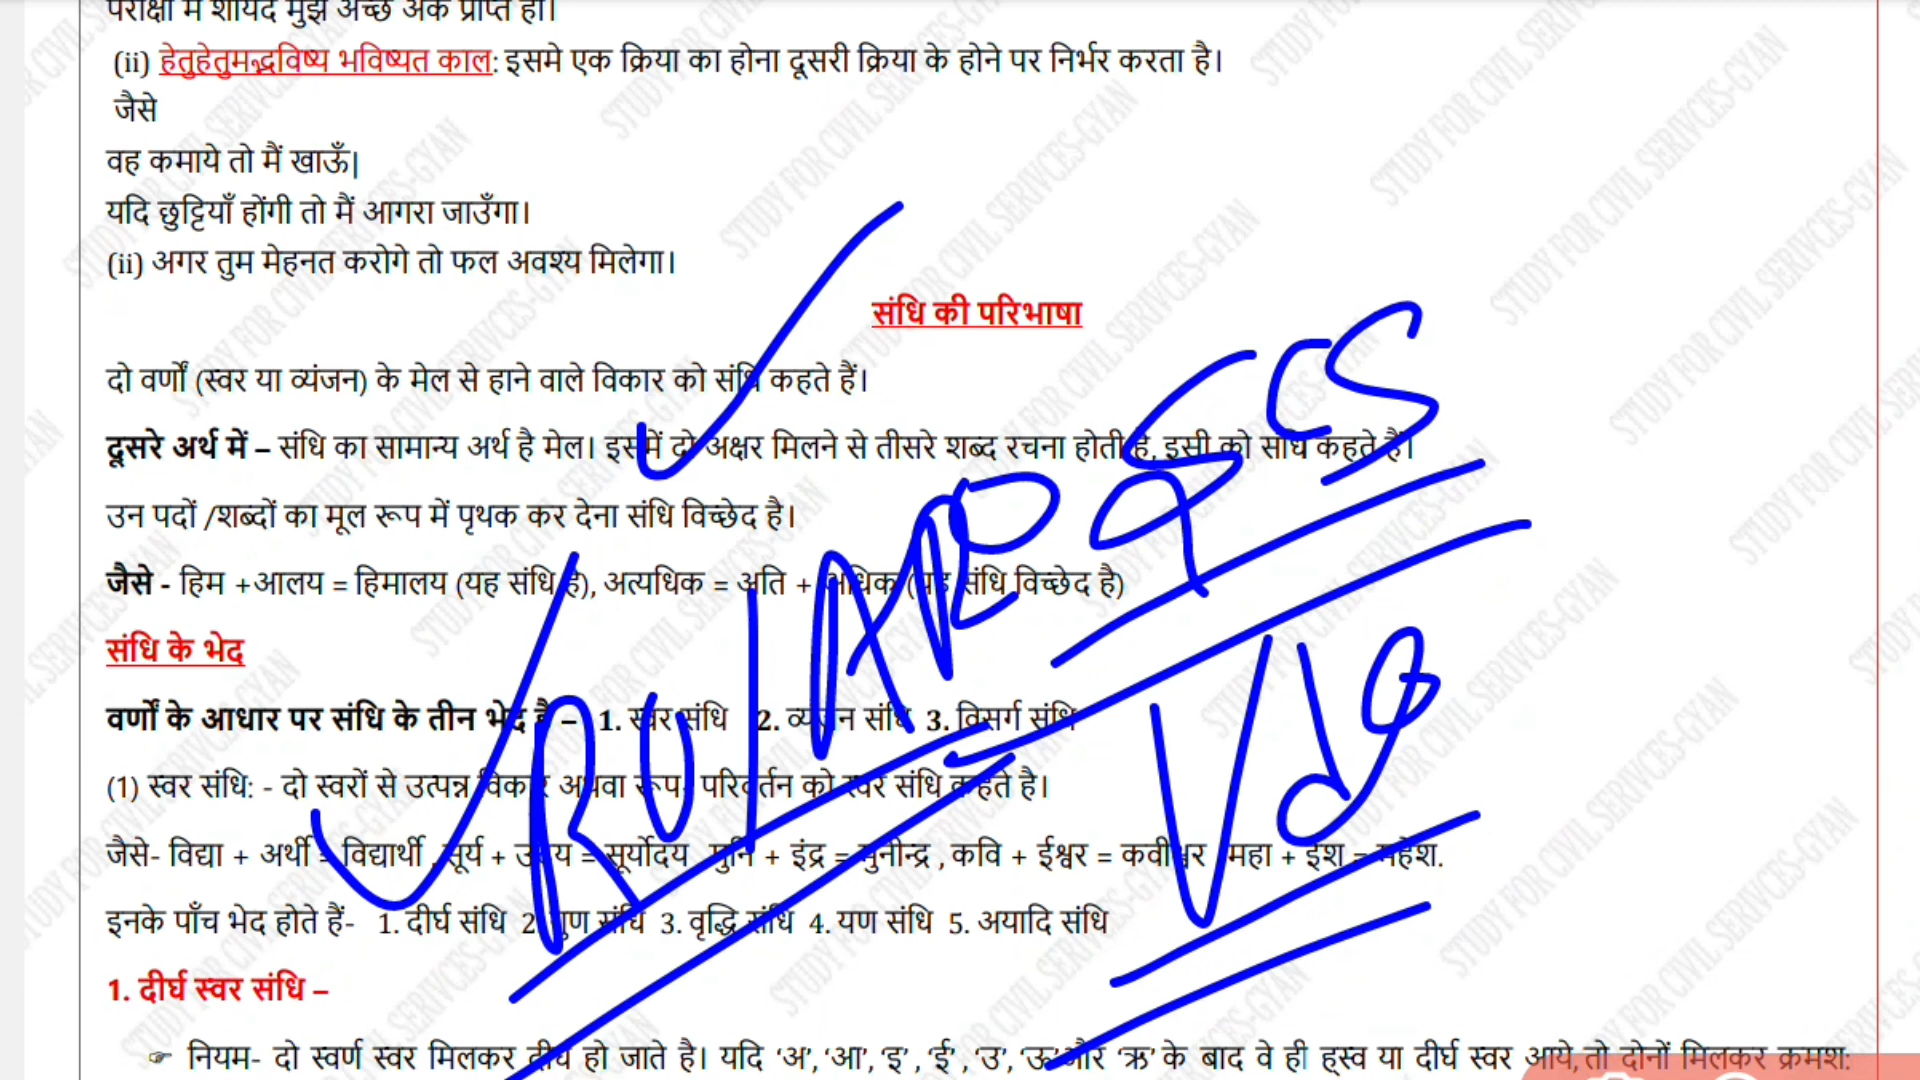 परीक्षा में शायद मुझे अच्छे अंक प्राप्त हों।
(ii) हेतुहेतुमद्भविष्य भविष्यत काल: इसमे एक क्रिया का होना दूसरी क्रिया के होने पर निर्भर करता है।
जैसे
वह कमाये तो मैं खाऊँ|
यदि छुट्टियाँ होंगी तो मैं आगरा जाउँगा।
(ii) अगर तुम मेहनत करोगे तो फल अवश्य मिलेगा।
संधि की परिभाषा
दो वर्णों (स्वर या व्यंजन) के मेल से हाने वाले विकार को संधि कहते हैं।
दूसरे अर्थ में – संधि का सामान्य अर्थ है मेल। इसमें दो अक्षर मिलने से तीसरे शब्द रचना होती है, इसी को संधि कहते हैं।
उन पदों /शब्दों का मूल रूप में पृथक कर देना संधि विच्छेद है।
जैसे - हिम +आलय = हिमालय (यह संधि है), अत्यधिक = अति + अधिक (यह संधि विच्छेद है)
संधि के भेद
वर्णों के आधार पर संधि के तीन भेद है – 1. स्वर संधि 2. व्यंजन संधि 3. विसर्ग संधि
(1) स्वर संधि: - दो स्वरों से उत्पन्न विकार अथवा रूप- परिवर्तन को स्वर संधि कहते है।
जैसे- विद्या + अर्थी = विद्यार्थी , सूर्य + उदय = सूर्योदय , मुनि + इंद्र = मुनीन्द्र , कवि + ईश्वर = कवीश्वर , महा + ईश = महेश.
इनके पाँच भेद होते हैं- 1. दीर्घ संधि 2. गुण संधि 3. वृद्धि संधि 4. यण संधि 5. अयादि संधि
1. दीर्घ स्वर संधि –
☞ नियम- दो स्वर्ण स्वर मिलकर दीर्घ हो जाते है। यदि ‘अ’, ‘आ’, ‘इ’ , ‘ई’ , ‘उ’, ‘ऊ’ और ‘ऋ’ के बाद वे ही ह्स्व या दीर्घ स्वर आये, तो दोनों मिलकर क्रमश:
STUDY FOR CIVIL SERIVCES-GYAN